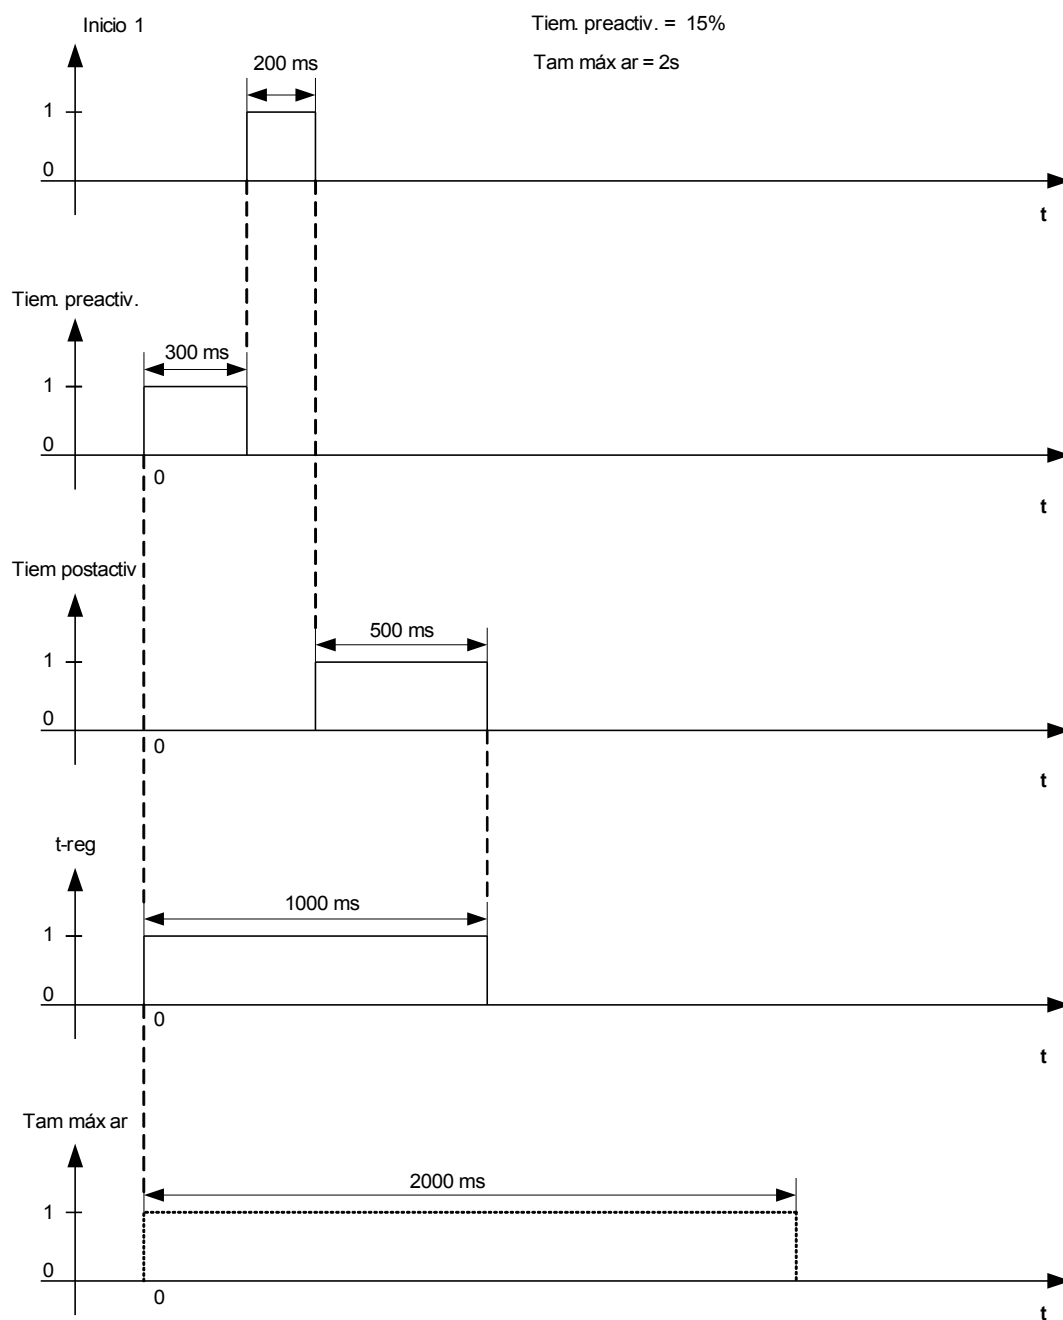 Inicio 1
Tiem. preactiv. = 15%
Tam máx ar = 2s
200 ms
1
0
t
Tiem. preactiv.
300 ms
1
0
0
t
Tiem postactiv
500 ms
1
0
0
t
t-reg
1000 ms
1
0
0
t
Tam máx ar
2000 ms
1
0
0
t